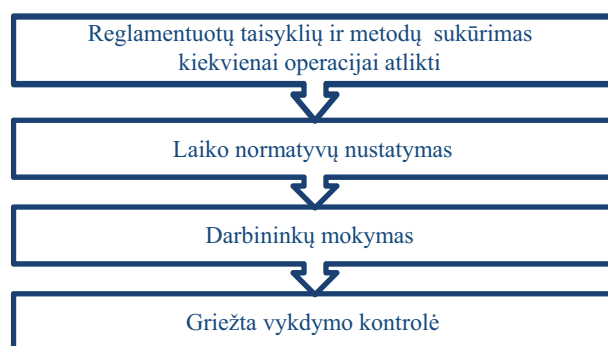 Reglamentuotų taisyklių ir metodų sukūrimas
kiekvienai operacijai atlikti
Laiko normatyvų nustatymas
Darbininkų mokymas
Griežta vykdymo kontrolė